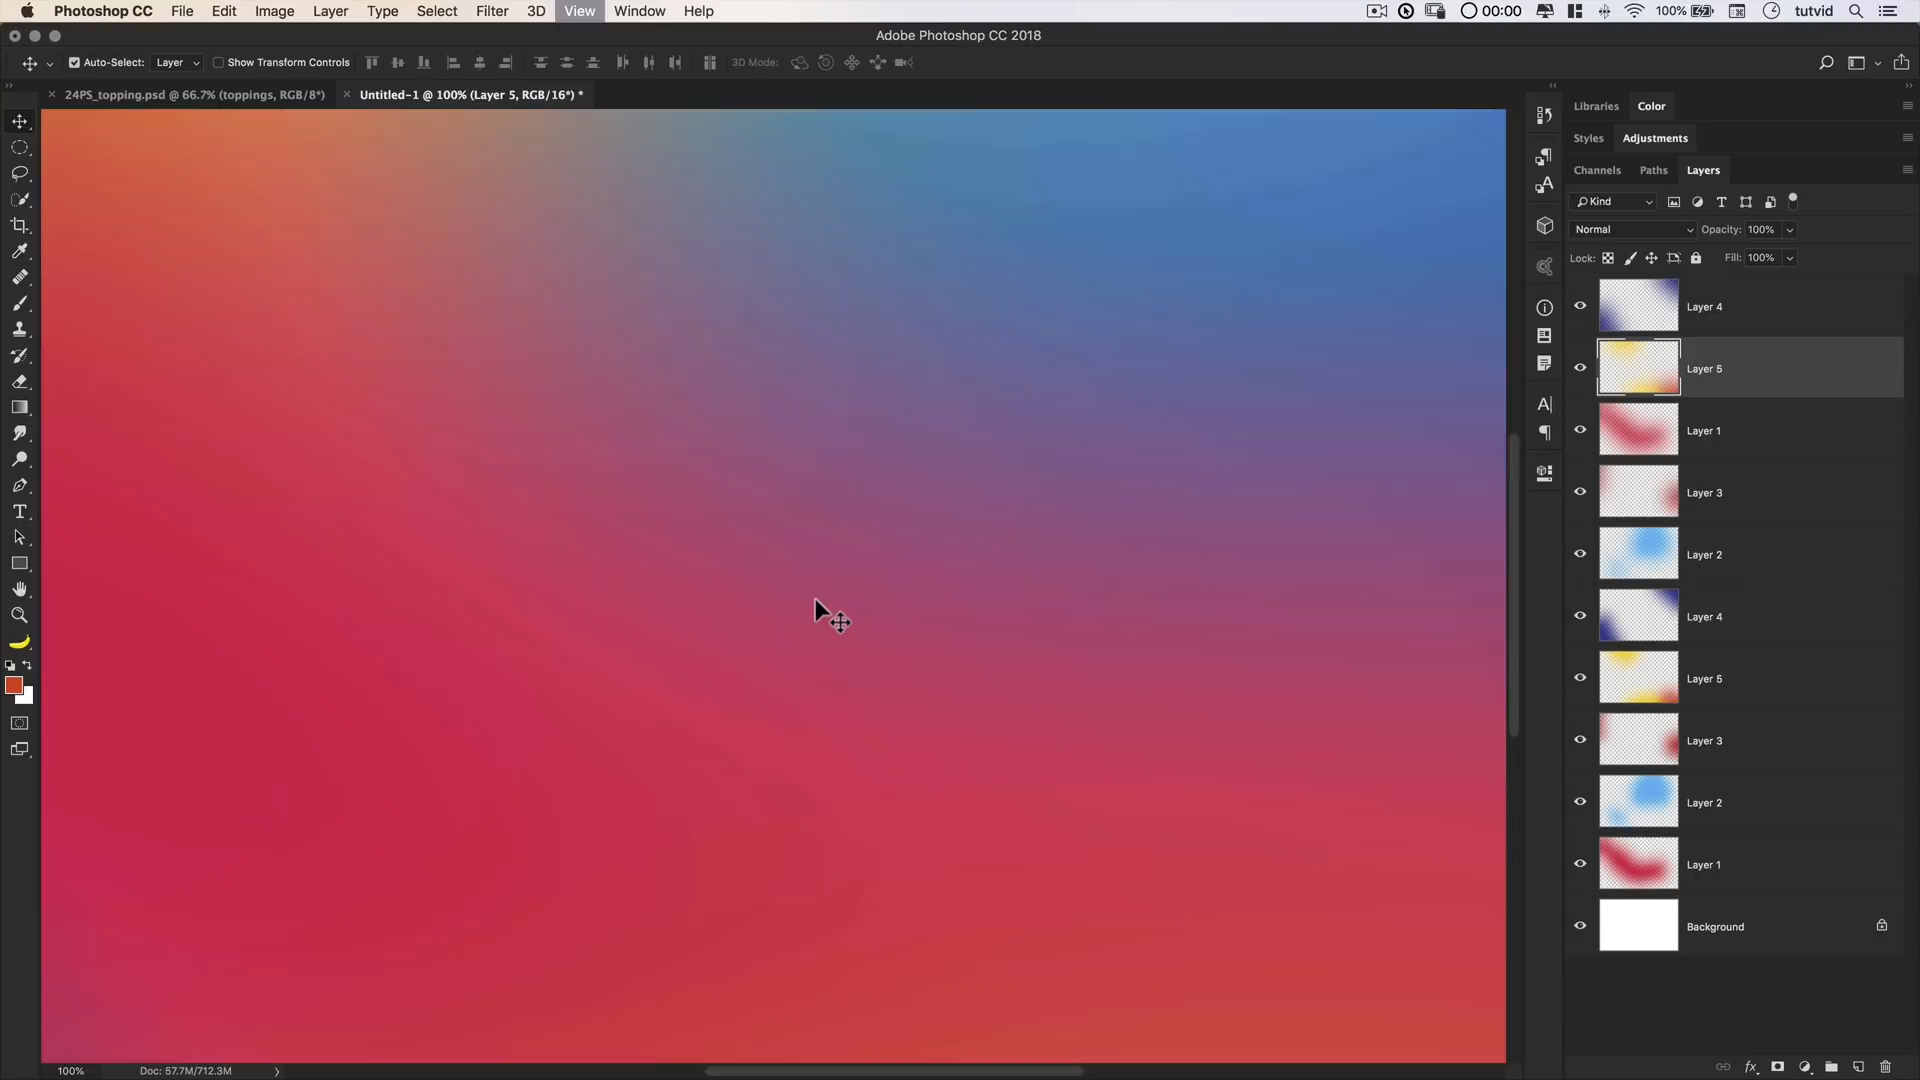 Photoshop CC File Edit Image Layer Type Select Filter 3D View Window Help 00:00 100% tutvid
Adobe Photoshop CC 2018
Auto-Select: Layer Show Transform Controls 3D Mode:
24PS_topping.psd @ 66.7% (toppings, RGB/8*) Untitled-1 @ 100% (Layer 5, RGB/16*) *
Libraries Color
Styles Adjustments
Channels Paths Layers
Kind
Normal Opacity: 100%
Lock: Fill: 100%
Layer 4
Layer 5
Layer 1
Layer 3
Layer 2
Layer 4
Layer 5
Layer 3
Layer 2
Layer 1
Background
100% Doc: 57.7M/712.3M